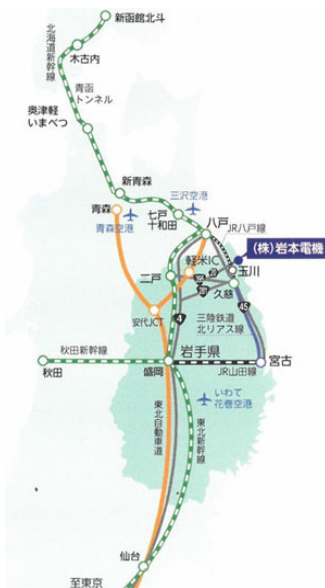 新函館北斗
北海道新幹線
木古内
青函
トンネル
奥津軽
いまべつ
新青森
青森
青森空港
三沢空港
七戸
十和田
八戸
JR八戸線
(株)岩本電機
玉川
軽米IC
二戸
395
20
281
久慈
45
4
安代JCT
三陸鉄道
北リアス線
岩手県
秋田新幹線
秋田
盛岡
JR山田線
宮古
いわて
花巻空港
東北自動車道
東北新幹線
仙台
至東京